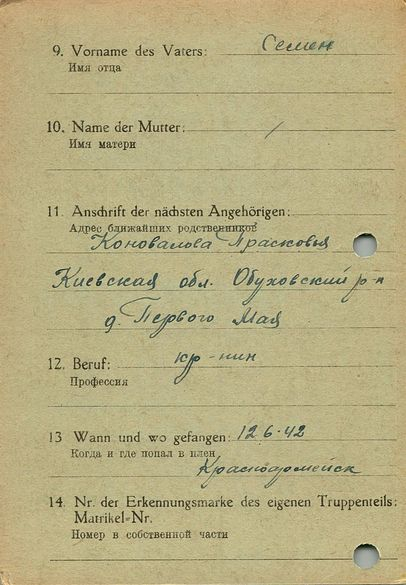 9. Vorname des Vaters: Семен
Имя отца
10. Name der Mutter: /
Имя матери
11. Anschrift der nächsten Angehörigen:
Адрес ближайших родственников
Коновалова Прасковья
Киевская обл. Обуховский р-н
д. Первого Мая
12. Beruf: кр-нин
Профессия
13 Wann und wo gefangen: 12.6.42
Когда и где попал в плен
Красноармейск
14. Nr. der Erkennungsmarke des eigenen Truppenteils:
Matrikel-Nr.
Номер в собственной части